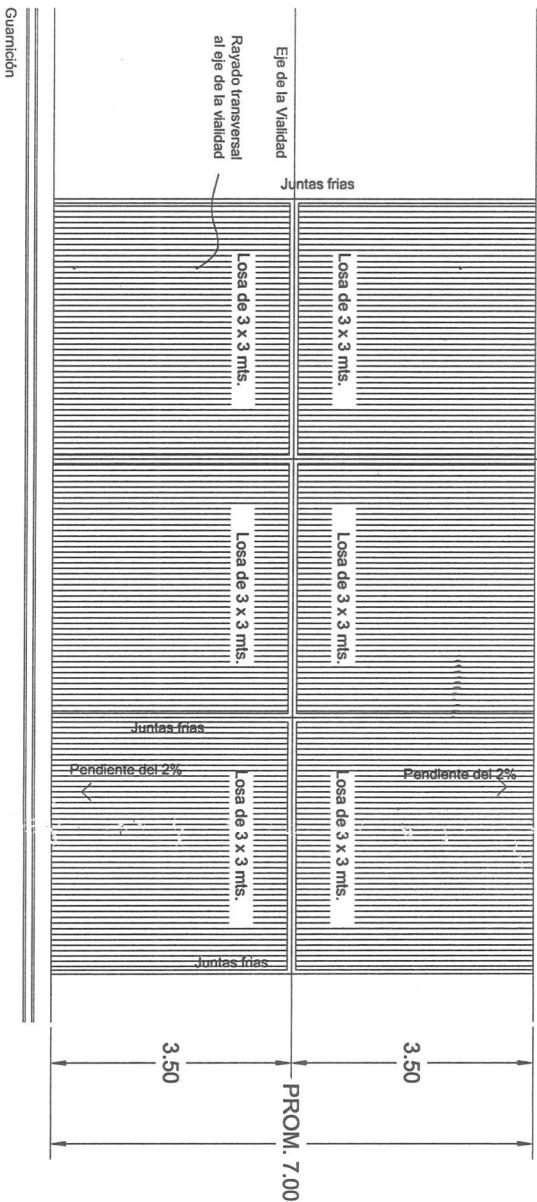 Guarnición
Rayado transversal
al eje de la vialidad
Eje de la Vialidad
Juntas frias
Losa de 3 x 3 mts.
Losa de 3 x 3 mts.
Losa de 3 x 3 mts.
Losa de 3 x 3 mts.
Juntas frias
Pendiente del 2%
Pendiente del 2%
Losa de 3 x 3 mts.
Losa de 3 x 3 mts.
Juntas frias
3.50
3.50
PROM. 7.00